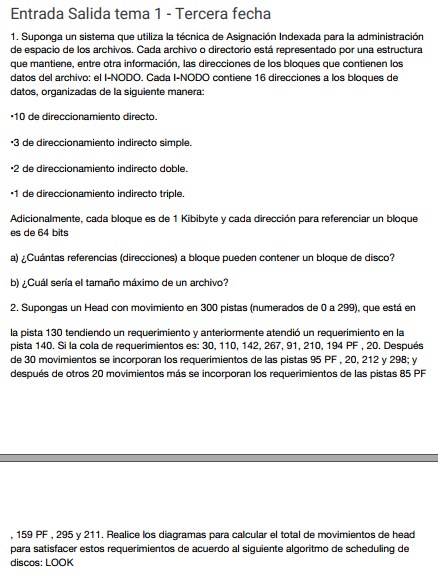 Entrada Salida tema 1 - Tercera fecha
1. Suponga un sistema que utiliza la técnica de Asignación Indexada para la administración
de espacio de los archivos. Cada archivo o directorio está representado por una estructura
que mantiene, entre otra información, las direcciones de los bloques que contienen los
datos del archivo: el I-NODO. Cada I-NODO contiene 16 direcciones a los bloques de
datos, organizadas de la siguiente manera:
•10 de direccionamiento directo.
•3 de direccionamiento indirecto simple.
•2 de direccionamiento indirecto doble.
•1 de direccionamiento indirecto triple.
Adicionalmente, cada bloque es de 1 Kibibyte y cada dirección para referenciar un bloque
es de 64 bits
a) ¿Cuántas referencias (direcciones) a bloque pueden contener un bloque de disco?
b) ¿Cuál sería el tamaño máximo de un archivo?
2. Supongas un Head con movimiento en 300 pistas (numerados de 0 a 299), que está en
la pista 130 tendiendo un requerimiento y anteriormente atendió un requerimiento en la
pista 140. Si la cola de requerimientos es: 30, 110, 142, 267, 91, 210, 194 PF , 20. Después
de 30 movimientos se incorporan los requerimientos de las pistas 95 PF , 20, 212 y 298; y
después de otros 20 movimientos más se incorporan los requerimientos de las pistas 85 PF
, 159 PF , 295 y 211. Realice los diagramas para calcular el total de movimientos de head
para satisfacer estos requerimientos de acuerdo al siguiente algoritmo de scheduling de
discos: LOOK